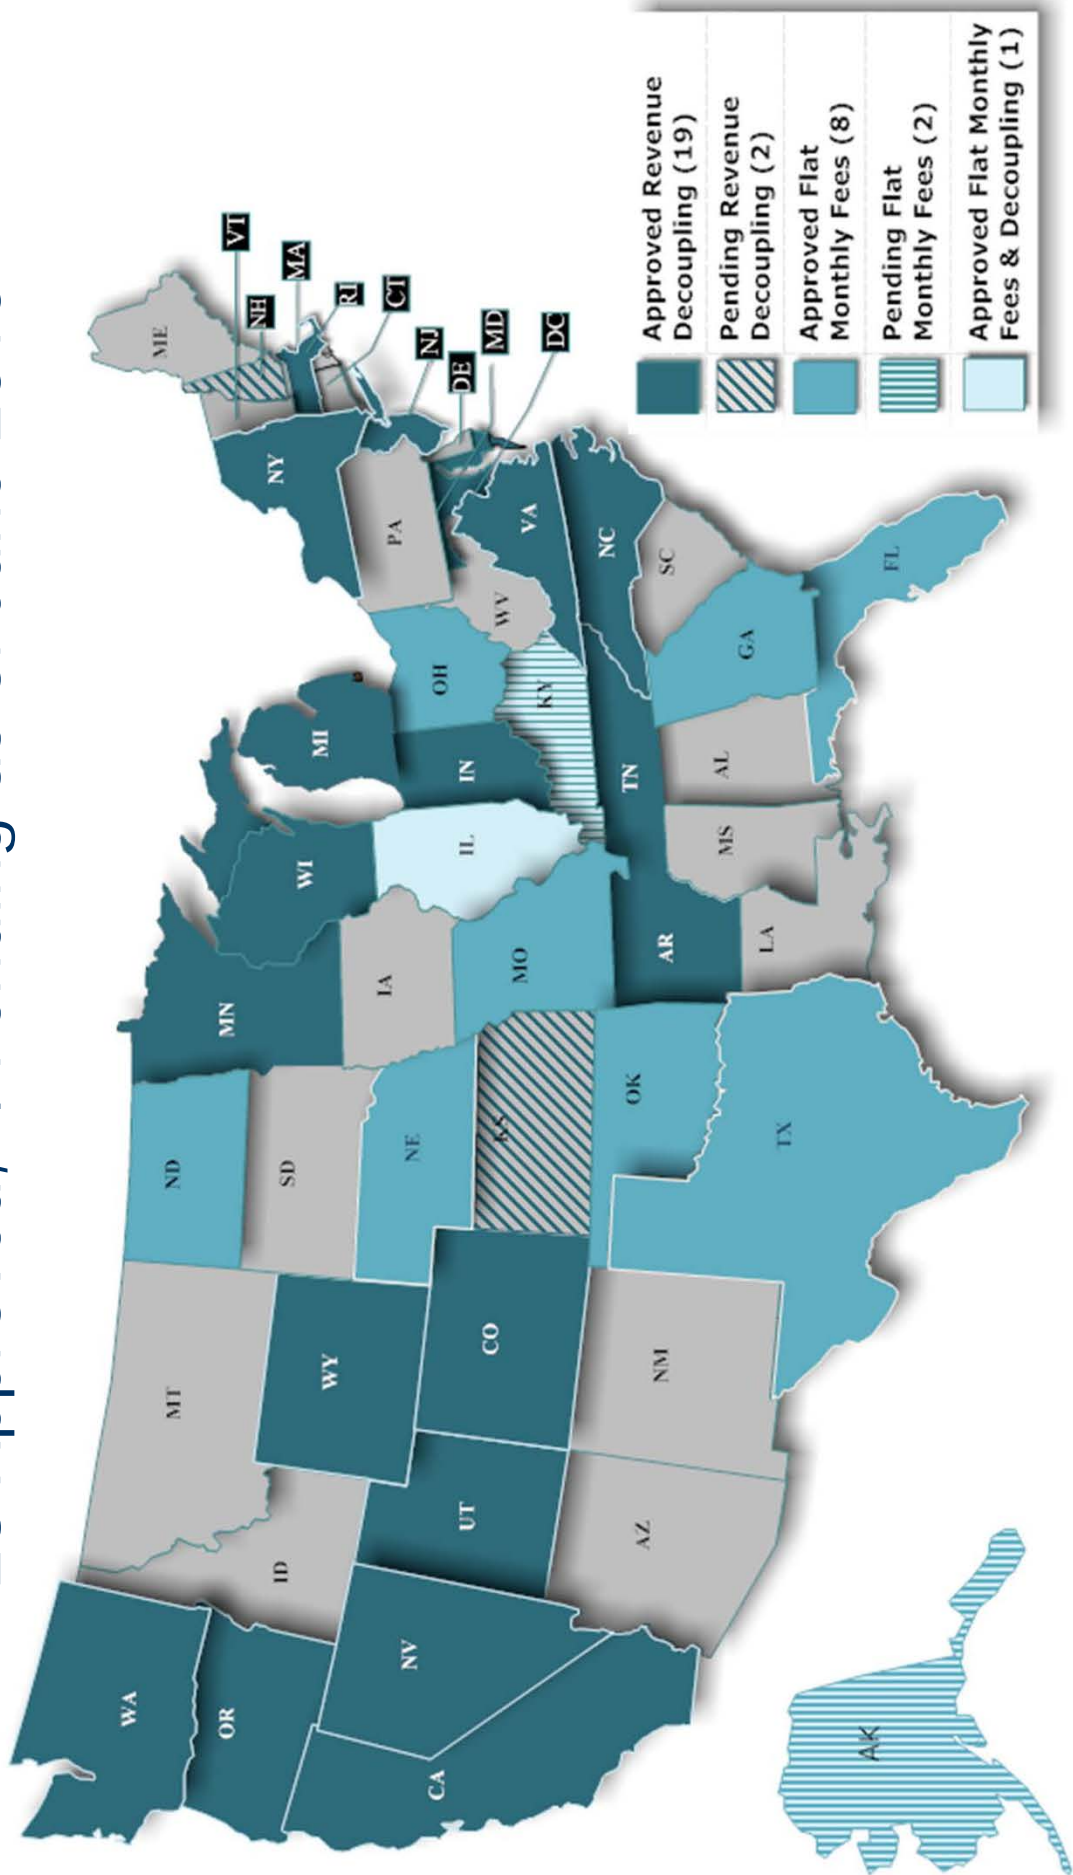 WA
OR
CA
NV
ID
MT
WY
UT
CO
AZ
NM
ND
SD
NE
KS
OK
TX
MN
IA
MO
AR
LA
WI
IL
MS
MI
IN
KY
TN
AL
OH
WV
VA
NC
SC
GA
FL
PA
NY
ME
VT
NH
MA
RI
CT
NJ
DE
MD
DC
AK
Approved Revenue
Decoupling (19)
Pending Revenue
Decoupling (2)
Approved Flat
Monthly Fees (8)
Pending Flat
Monthly Fees (2)
Approved Flat Monthly
Fees & Decoupling (1)